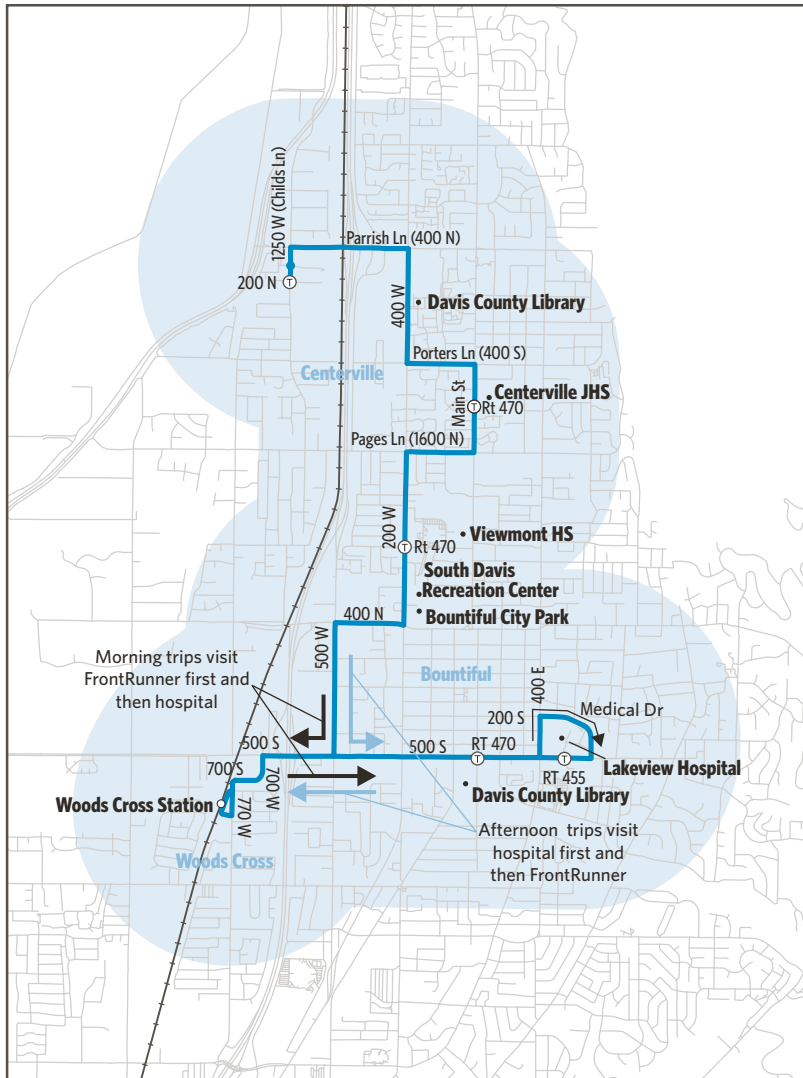 1250 W (Childs Ln)
Parrish Ln (400 N)
200 N
T
400 W
Davis County Library
Porters Ln (400 S)
Centerville
Main St
Centerville JHS
T
Rt 470
Pages Ln (1600 N)
200 W
Viewmont HS
T
Rt 470
South Davis
Recreation Center
Bountiful City Park
400 N
500 W
Morning trips visit
FrontRunner first and
then hospital
Bountiful
400 E
Medical Dr
200 S
500 S
500 S
RT 470
T
T
RT 455
Lakeview Hospital
700 S
700 W
Woods Cross Station
770 W
Davis County Library
Woods Cross
Afternoon trips visit
hospital first and
then FrontRunner